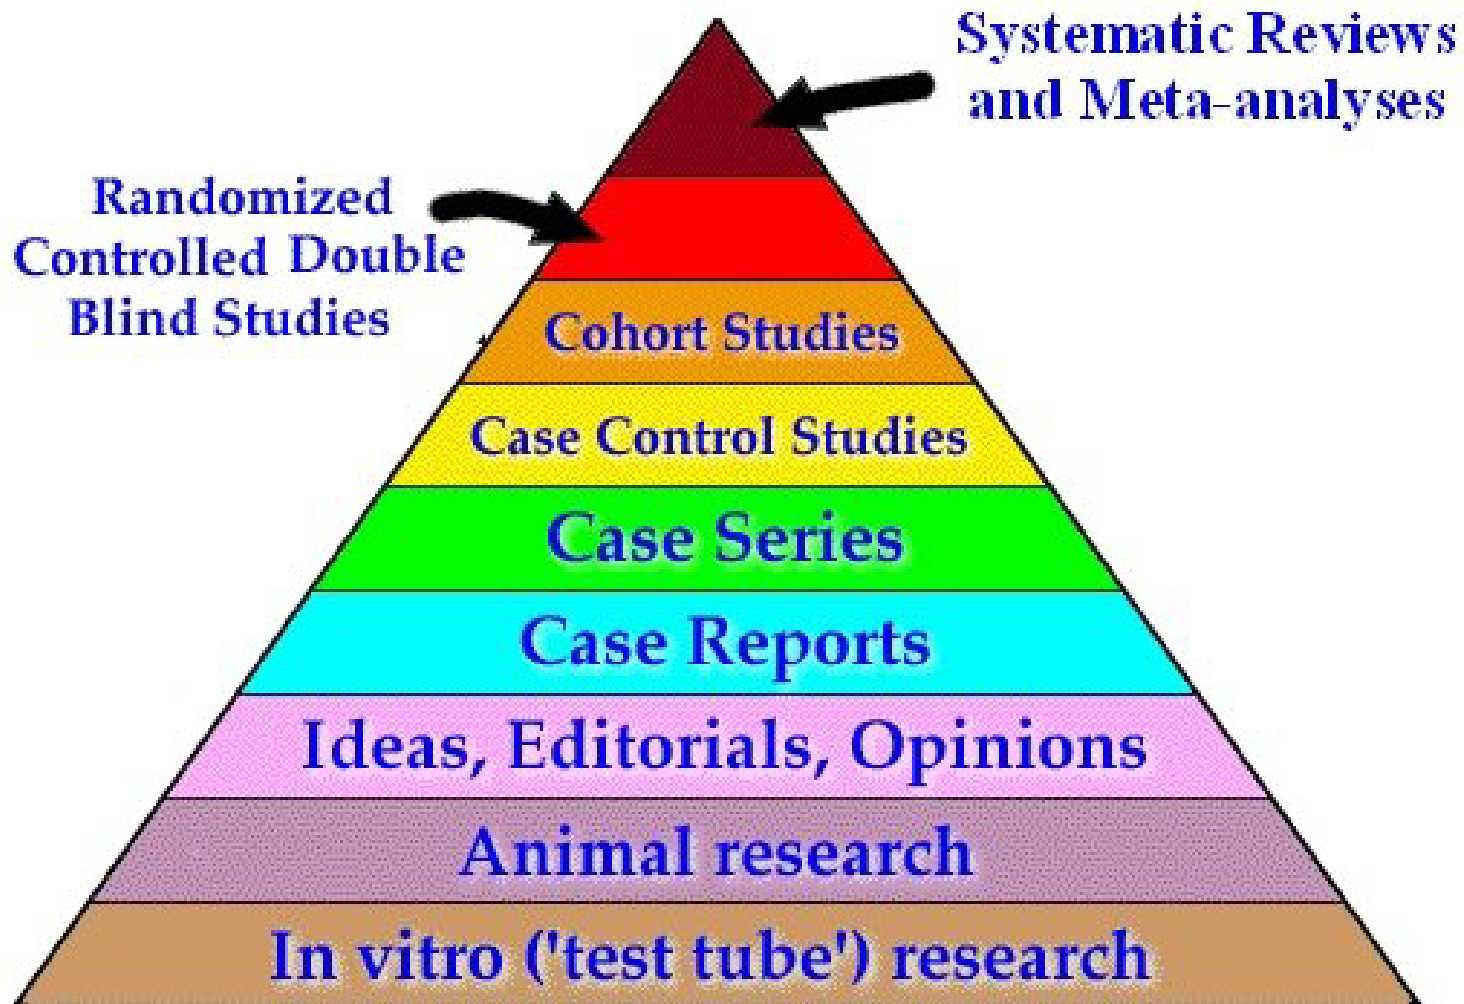 Systematic Reviews
and Meta-analyses
Randomized
Controlled Double
Blind Studies
Cohort Studies
Case Control Studies
Case Series
Case Reports
Ideas, Editorials, Opinions
Animal research
In vitro ('test tube') research